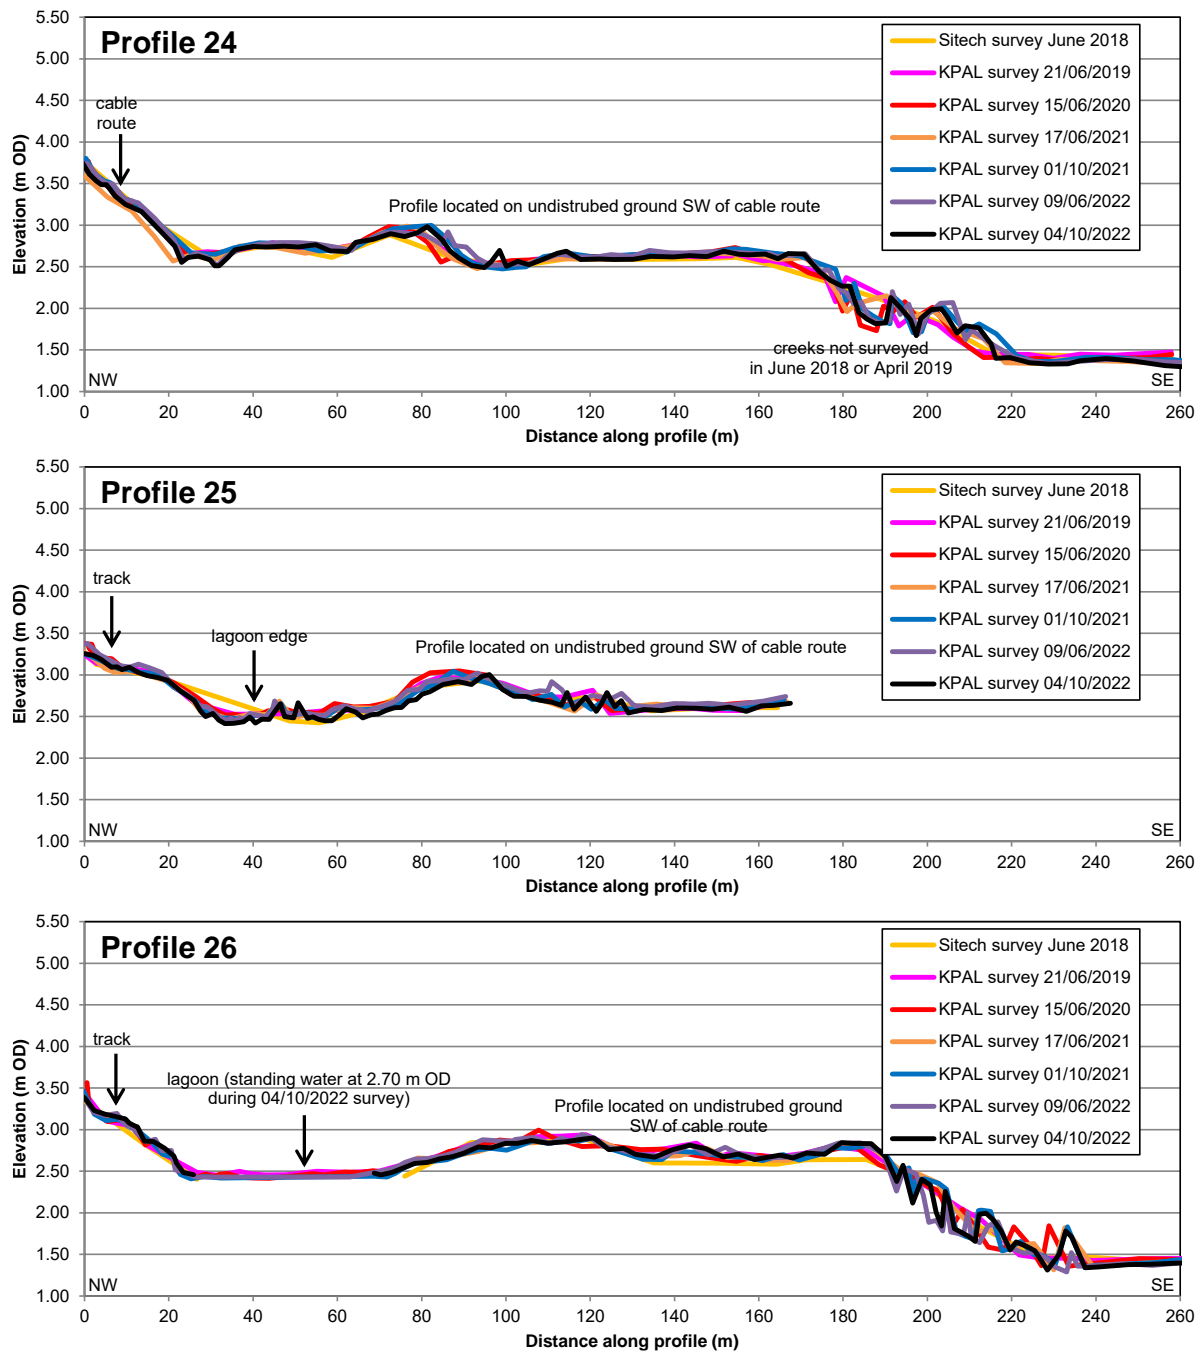 Profile 24
Elevation (m OD)
5.50
5.00
4.50
4.00
3.50
3.00
2.50
2.00
1.50
1.00
cable
route
Profile located on undistrubed ground SW of cable route
creeks not surveyed
in June 2018 or April 2019
Sitech survey June 2018
KPAL survey 21/06/2019
KPAL survey 15/06/2020
KPAL survey 17/06/2021
KPAL survey 01/10/2021
KPAL survey 09/06/2022
KPAL survey 04/10/2022
NW
SE
0 20 40 60 80 100 120 140 160 180 200 220 240 260
Distance along profile (m)
Profile 25
Elevation (m OD)
5.50
5.00
4.50
4.00
3.50
3.00
2.50
2.00
1.50
1.00
track
lagoon edge
Profile located on undistrubed ground SW of cable route
Sitech survey June 2018
KPAL survey 21/06/2019
KPAL survey 15/06/2020
KPAL survey 17/06/2021
KPAL survey 01/10/2021
KPAL survey 09/06/2022
KPAL survey 04/10/2022
NW
SE
0 20 40 60 80 100 120 140 160 180 200 220 240 260
Distance along profile (m)
Profile 26
Elevation (m OD)
5.50
5.00
4.50
4.00
3.50
3.00
2.50
2.00
1.50
1.00
track
lagoon (standing water at 2.70 m OD
during 04/10/2022 survey)
Profile located on undistrubed ground
SW of cable route
Sitech survey June 2018
KPAL survey 21/06/2019
KPAL survey 15/06/2020
KPAL survey 17/06/2021
KPAL survey 01/10/2021
KPAL survey 09/06/2022
KPAL survey 04/10/2022
NW
SE
0 20 40 60 80 100 120 140 160 180 200 220 240 260
Distance along profile (m)